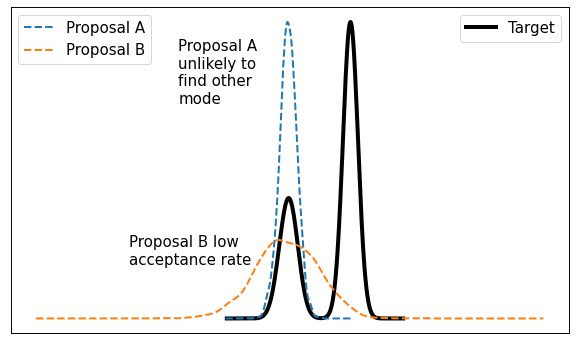 Proposal A
Proposal B
Target
Proposal A
unlikely to
find other
mode
Proposal B low
acceptance rate